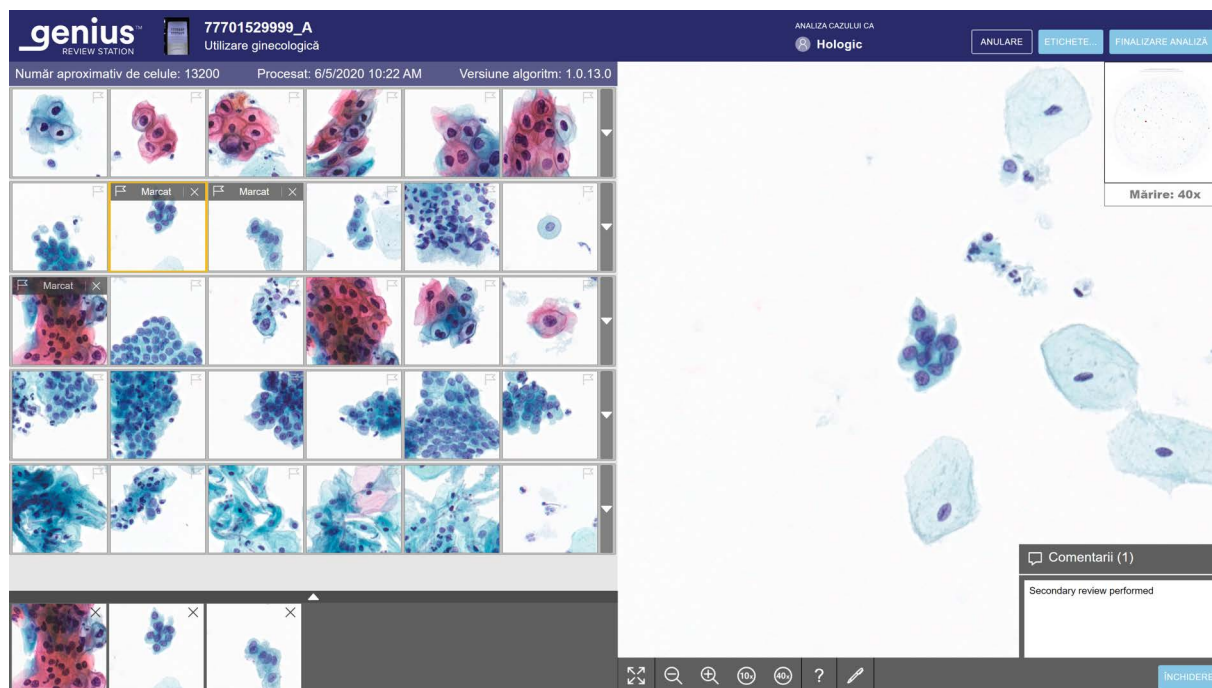 genius™
REVIEW STATION
77701529999_A
Utilizare ginecologică
ANALIZA CAZULUI CA
Hologic
ANULARE
ETICHETE...
FINALIZARE ANALIZĂ
Număr aproximativ de celule: 13200
Procesat: 6/5/2020 10:22 AM
Versiune algoritm: 1.0.13.0
Mărire: 40x
Marcat
Marcat
Marcat
Comentarii (1)
Secondary review performed
10x
40x
?
ÎNCHIDERE